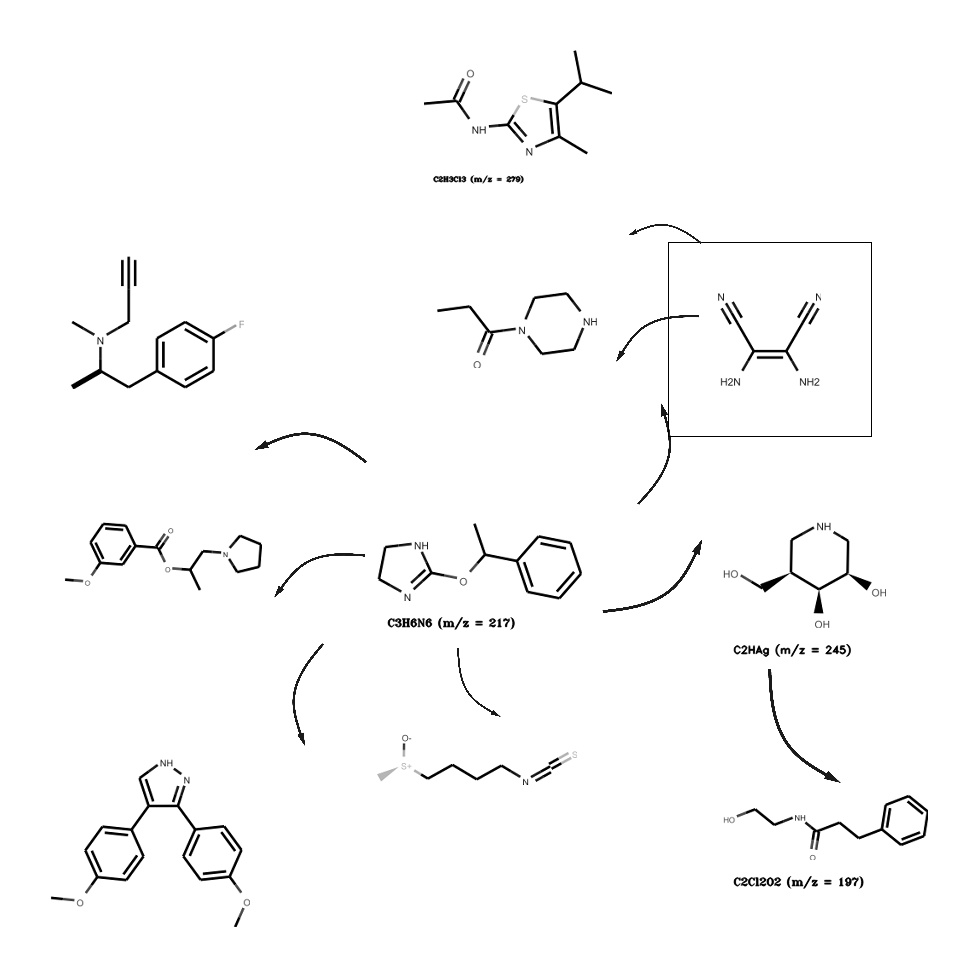 O
S
NH
N
C2H3Cl3 (m/z = 279)
N
F
N
NH
O
N
N
H2N
NH2
O
O
O
N
NH
N
O
C3H6N6 (m/z = 217)
NH
HO
OH
OH
C2HAg (m/z = 245)
O-
S+
N
S
NH
N
O
O
HO
NH
O
C2Cl2O2 (m/z = 197)